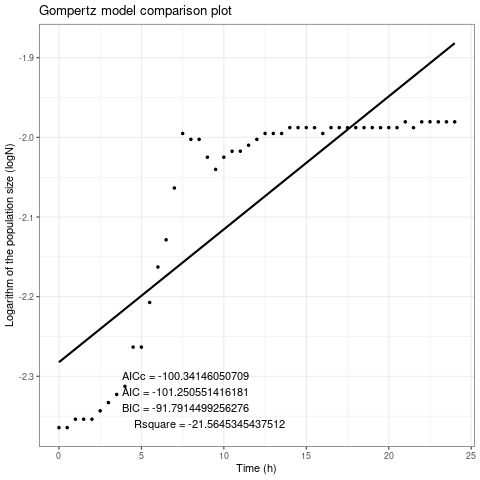 Gompertz model comparison plot
Logarithm of the population size (logN)
-1.9
-2.0
-2.1
-2.2
-2.3
AICc = -100.34146050709
AIC = -101.250551416181
BIC = -91.7914499256276
Rsquare = -21.5645345437512
0 5 10 15 20 25
Time (h)